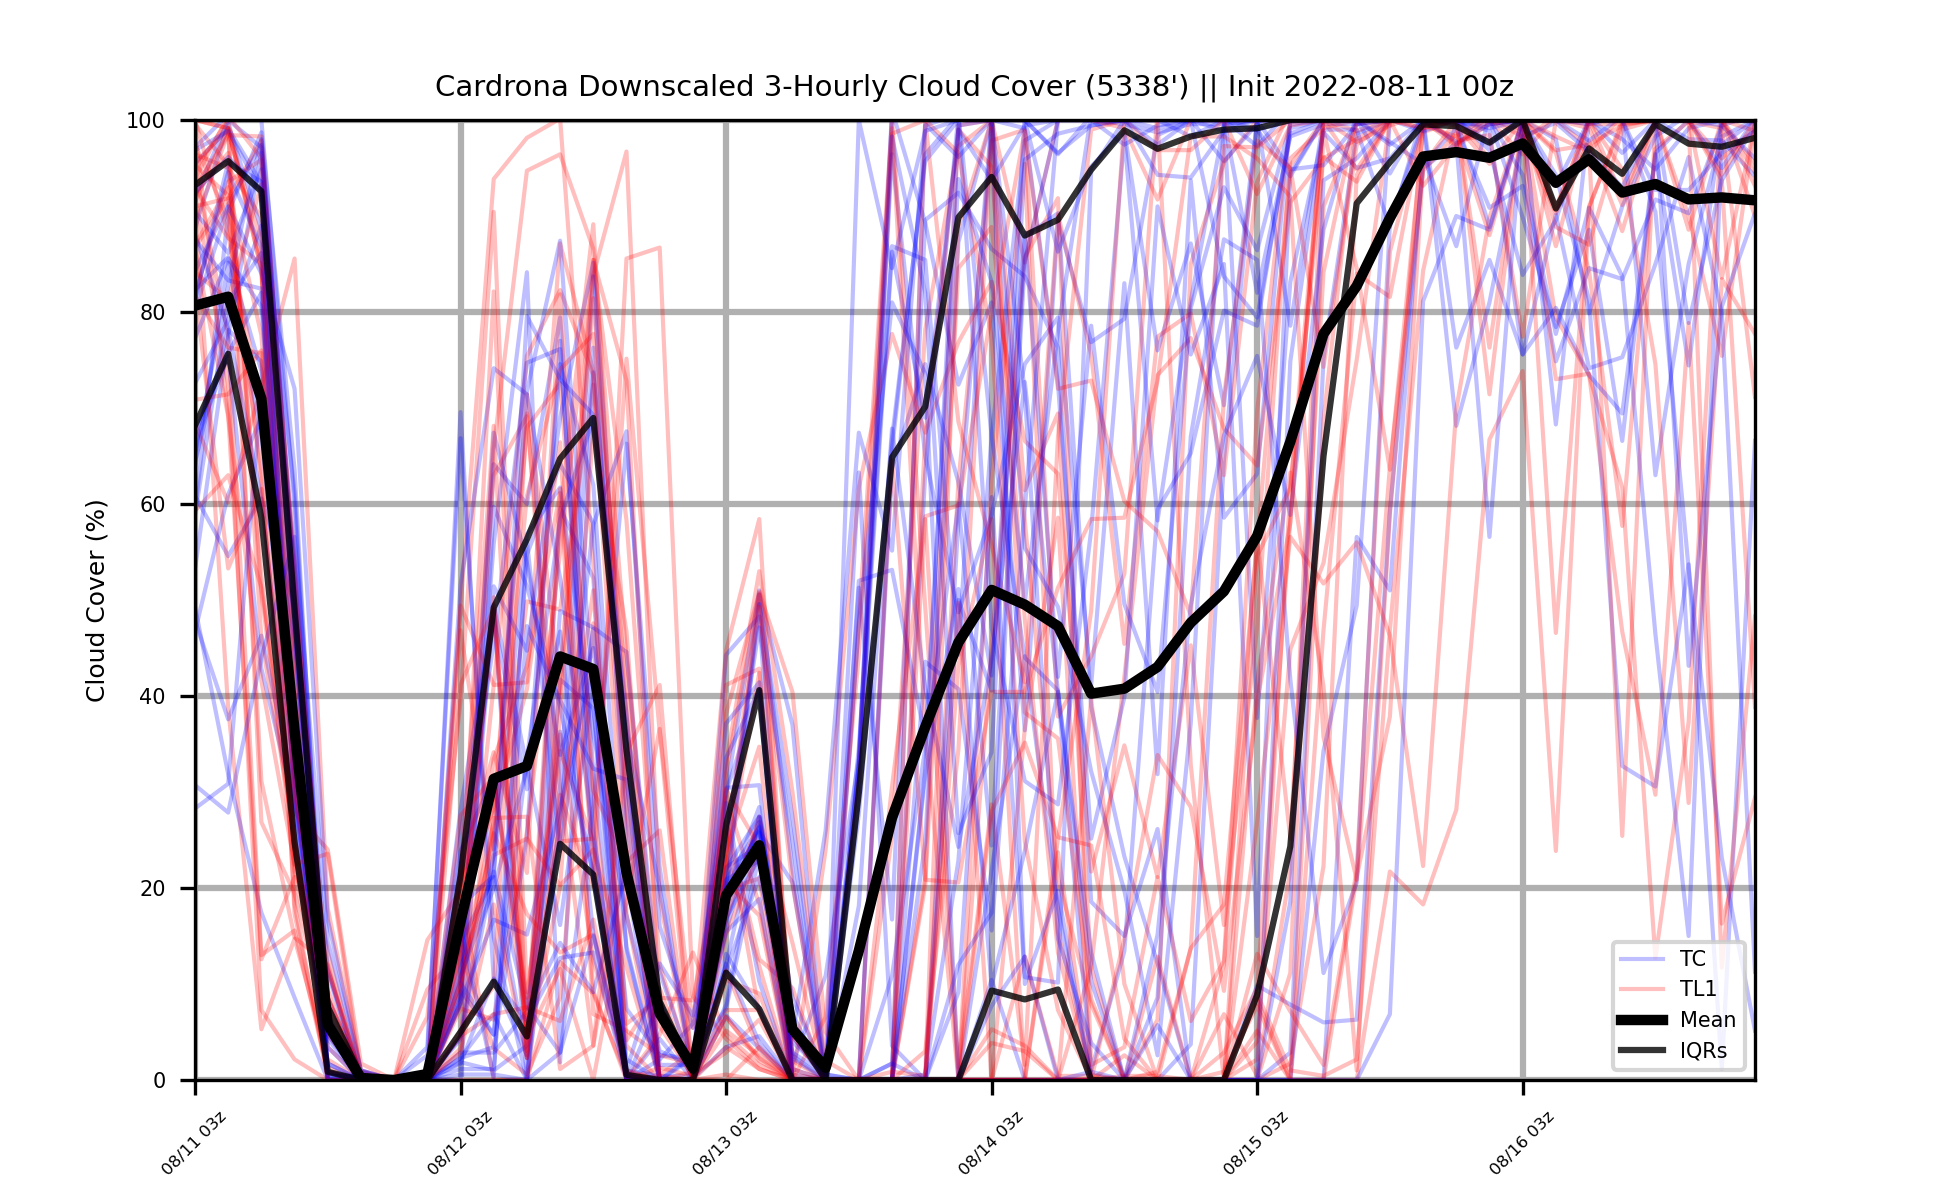 Cardrona Downscaled 3-Hourly Cloud Cover (5338') || Init 2022-08-11 00z
Cloud Cover (%)
100
80
60
40
20
0
08/11 03z
08/12 03z
08/13 03z
08/14 03z
08/15 03z
08/16 03z
TC
TL1
Mean
IQRs